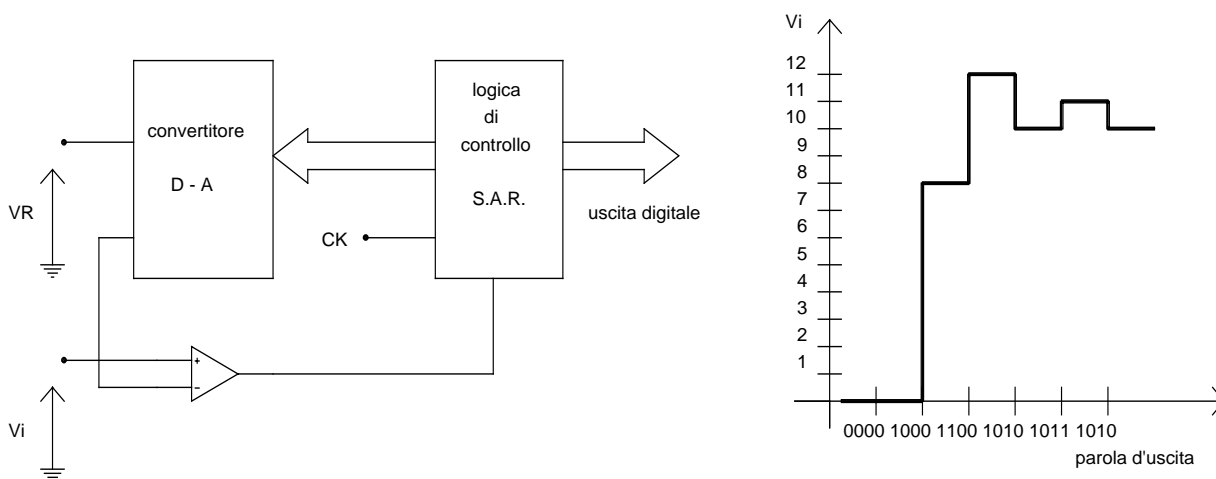 convertitore
D - A
logica
di
controllo
S.A.R.
VR
CK
uscita digitale
+
−
Vi
Vi
12
11
10
9
8
7
6
5
4
3
2
1
0000 1000 1100 1010 1011 1010
parola d'uscita